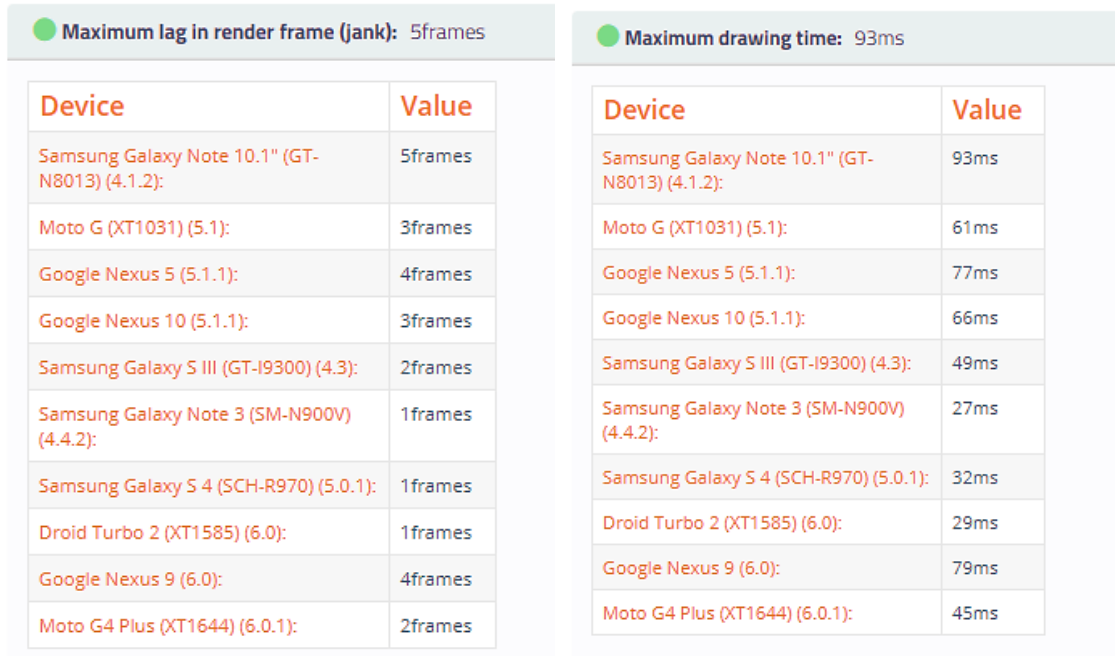 Maximum lag in render frame (jank): 5frames
Device Value
Samsung Galaxy Note 10.1" (GT- 5frames
N8013) (4.1.2):
Moto G (XT1031) (5.1): 3frames
Google Nexus 5 (5.1.1): 4frames
Google Nexus 10 (5.1.1): 3frames
Samsung Galaxy S III (GT-I9300) (4.3): 2frames
Samsung Galaxy Note 3 (SM-N900V) 1frames
(4.4.2):
Samsung Galaxy S 4 (SCH-R970) (5.0.1): 1frames
Droid Turbo 2 (XT1585) (6.0): 1frames
Google Nexus 9 (6.0): 4frames
Moto G4 Plus (XT1644) (6.0.1): 2frames
Maximum drawing time: 93ms
Device Value
Samsung Galaxy Note 10.1" (GT- 93ms
N8013) (4.1.2):
Moto G (XT1031) (5.1): 61ms
Google Nexus 5 (5.1.1): 77ms
Google Nexus 10 (5.1.1): 66ms
Samsung Galaxy S III (GT-I9300) (4.3): 49ms
Samsung Galaxy Note 3 (SM-N900V) 27ms
(4.4.2):
Samsung Galaxy S 4 (SCH-R970) (5.0.1): 32ms
Droid Turbo 2 (XT1585) (6.0): 29ms
Google Nexus 9 (6.0): 79ms
Moto G4 Plus (XT1644) (6.0.1): 45ms